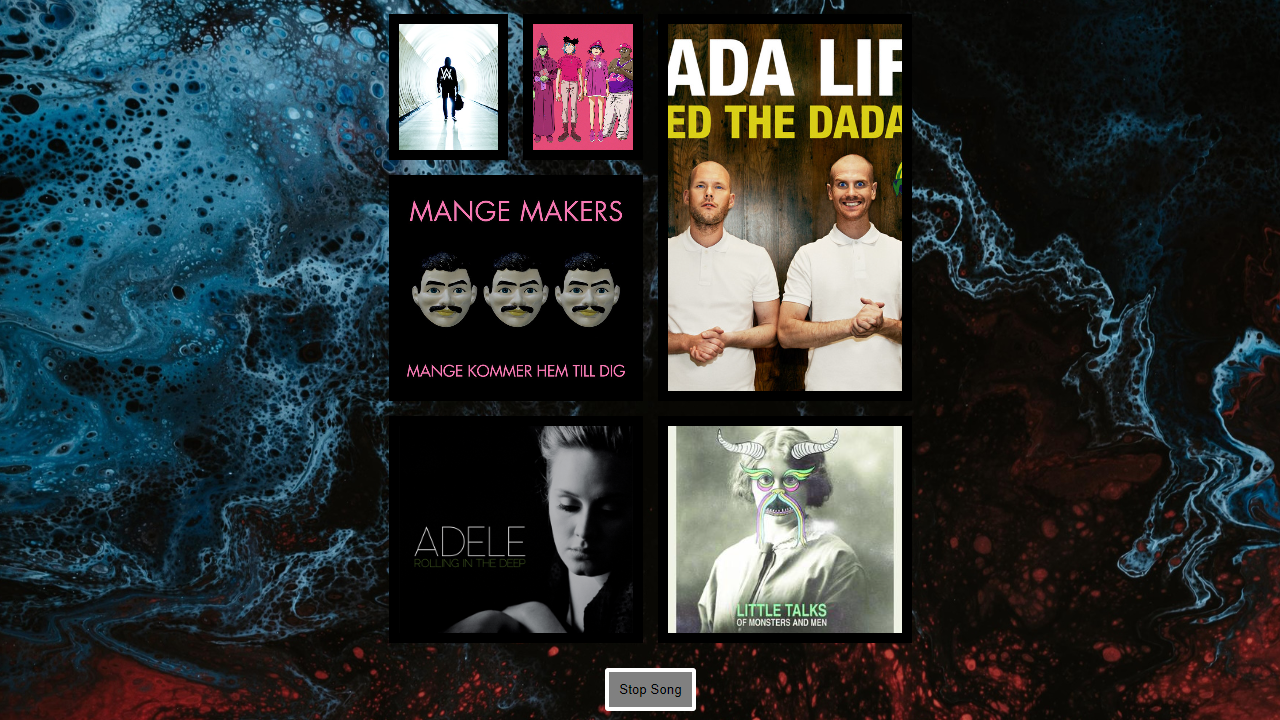 ADA LIF
ED THE DADA
MANGE MAKERS
MANGE KOMMER HEM TILL DIG
ADELE
ROLLING IN THE DEEP
LITTLE TALKS
OF MONSTERS AND MEN
Stop Song